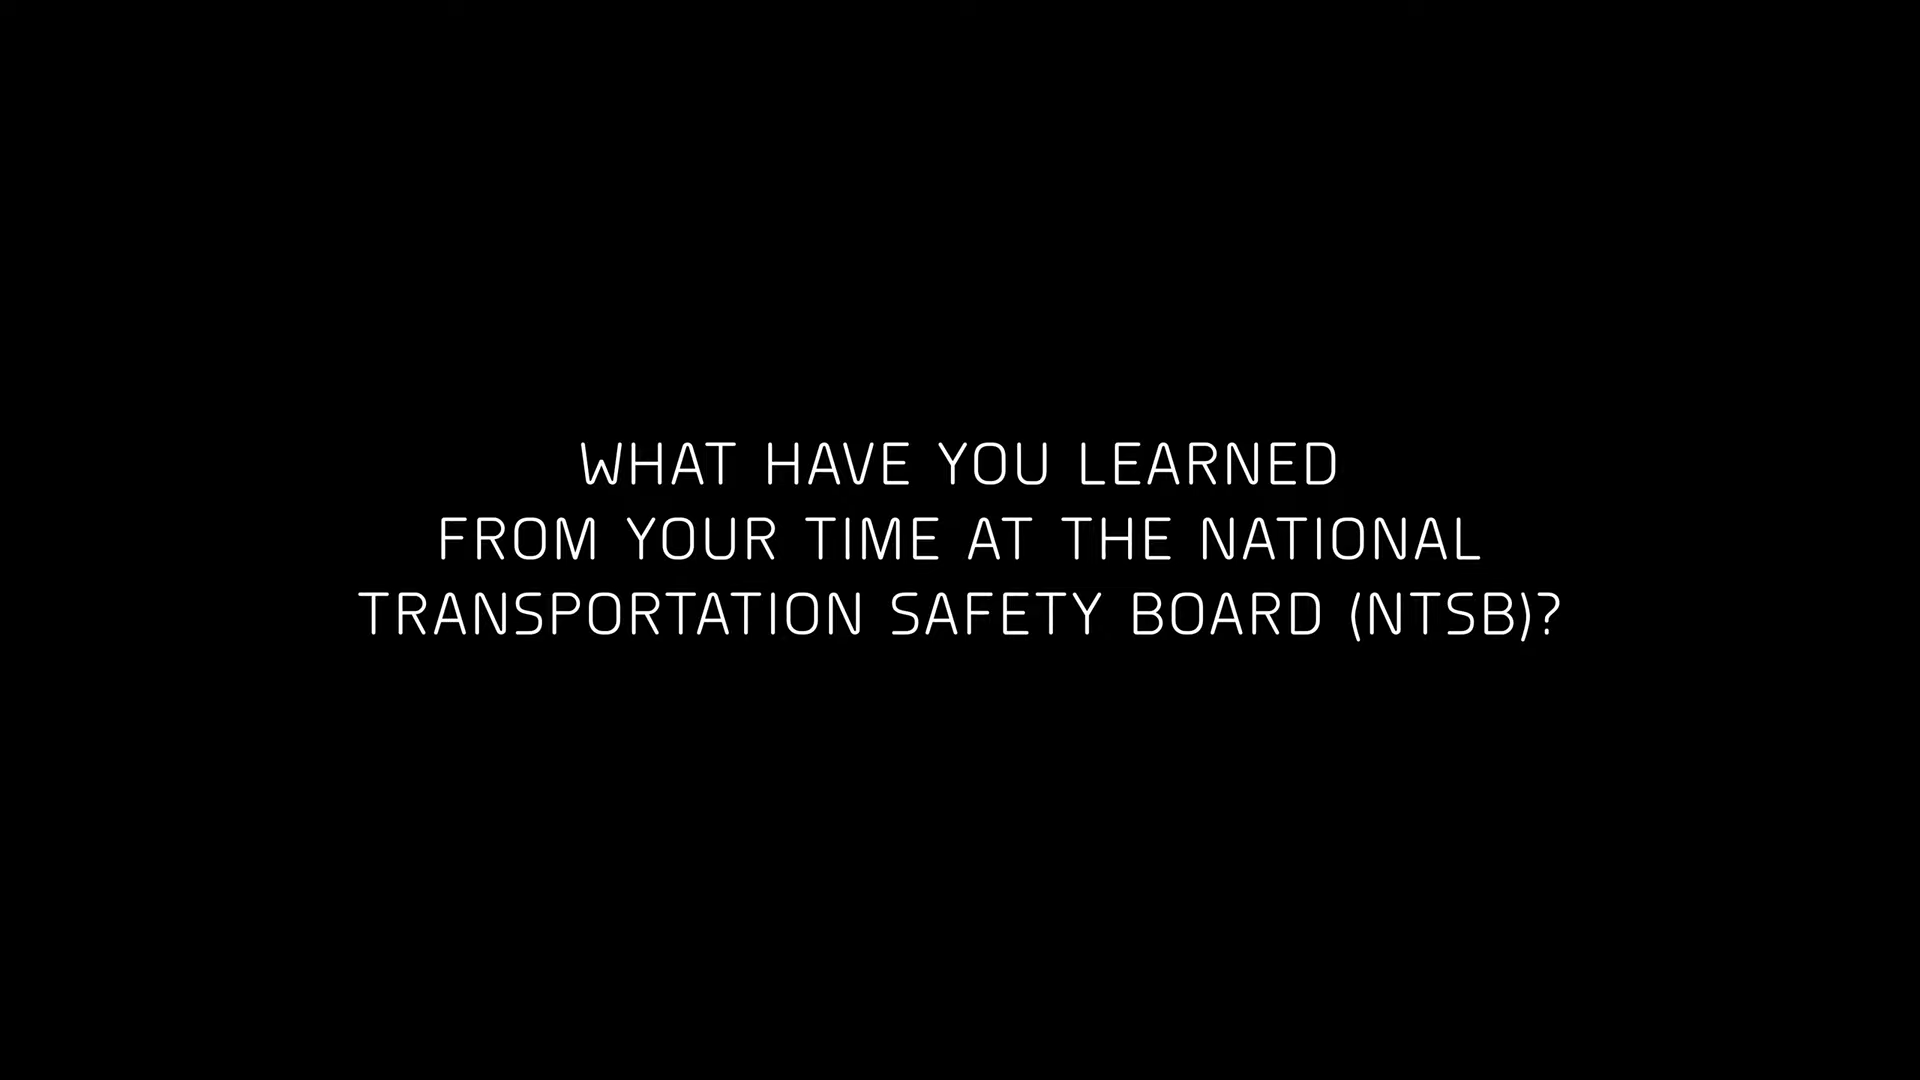 WHAT HAVE YOU LEARNED
FROM YOUR TIME AT THE NATIONAL
TRANSPORTATION SAFETY BOARD (NTSB)?